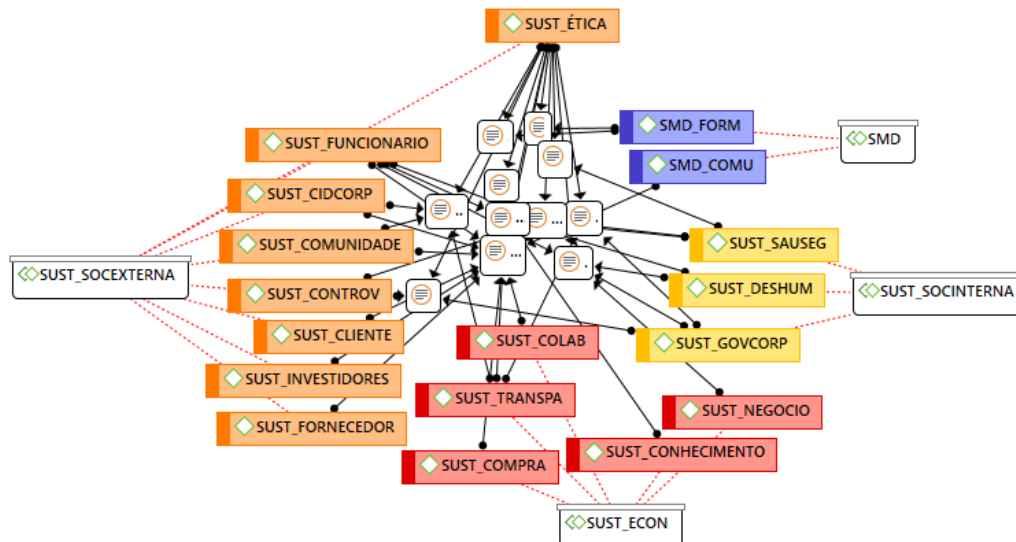 SUST_ÉTICA
SMD_FORM
SUST_FUNCIONARIO
SMD
SMD_COMU
SUST_CIDCORP
..
...
...
.
SUST_COMUNIDADE
SUST_SAUSEG
...
.
SUST_SOCEXTERNA
SUST_DESHUM
SUST_SOCINTERNA
SUST_CONTROV
SUST_CLIENTE
SUST_COLAB
SUST_GOVCORP
SUST_INVESTIDORES
SUST_TRANSPA
SUST_NEGOCIO
SUST_FORNECEDOR
SUST_CONHECIMENTO
SUST_COMPRA
SUST_ECON